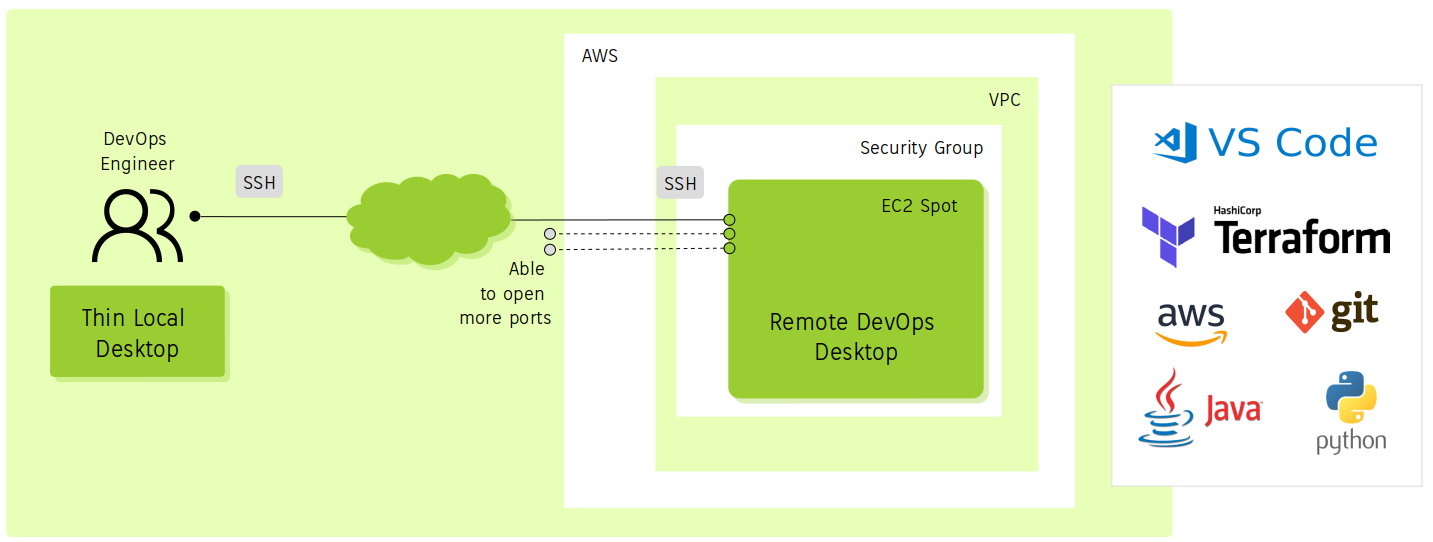 AWS
VPC
DevOps
Engineer
SSH
Security Group
SSH
EC2 Spot
Able
to open
more ports
Thin Local
Desktop
Remote DevOps
Desktop
VS Code
HashiCorp
Terraform
aws
git
Java
python